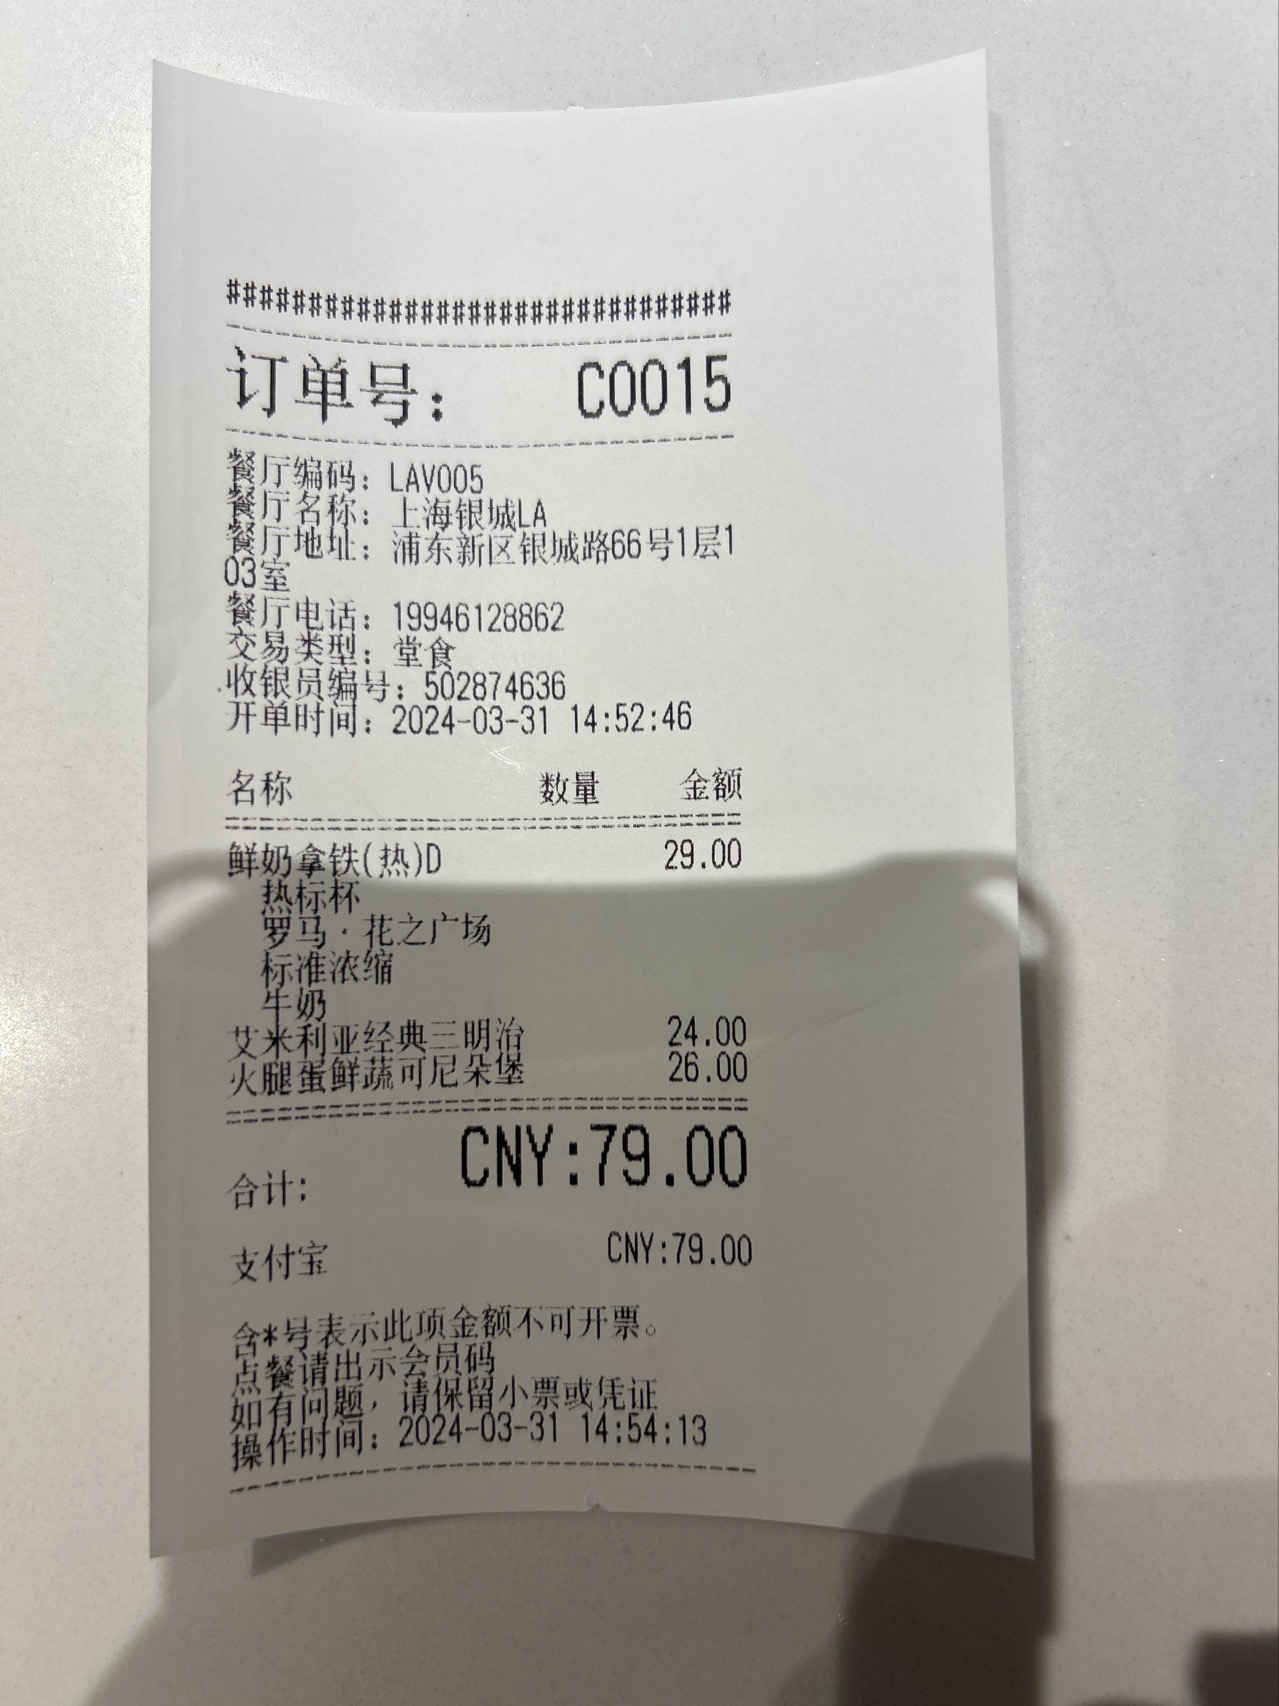 ################################
订单号： C0015
餐厅编码：LAV005
餐厅名称：上海银城LA
餐厅地址：浦东新区银城路66号1层1
03室
餐厅电话：19946128862
交易类型：堂食
收银员编号：502874636
开单时间：2024-03-31 14:52:46
名称 数量 金额
鲜奶拿铁(热)D 29.00
热标杯
罗马·花之广场
标准浓缩
牛奶
艾米利亚经典三明治 24.00
火腿蛋鲜蔬可尼朵堡 26.00
合计: CNY:79.00
支付宝 CNY:79.00
含*号表示此项金额不可开票。
点餐请出示会员码
如有问题，请保留小票或凭证
操作时间：2024-03-31 14:54:13